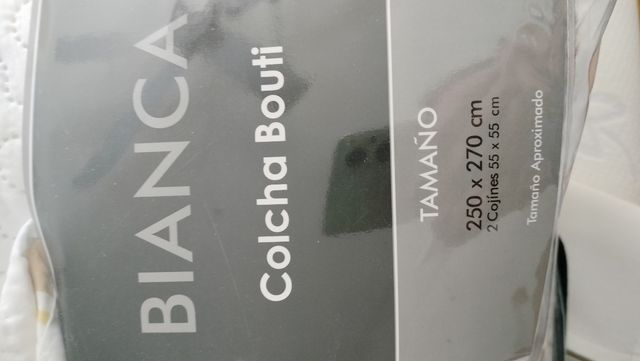 BIANCA
Colcha Bouti
TAMAÑO
250 x 270 cm
2 Cojines 55 x 55 cm
Tamaño Aproximado